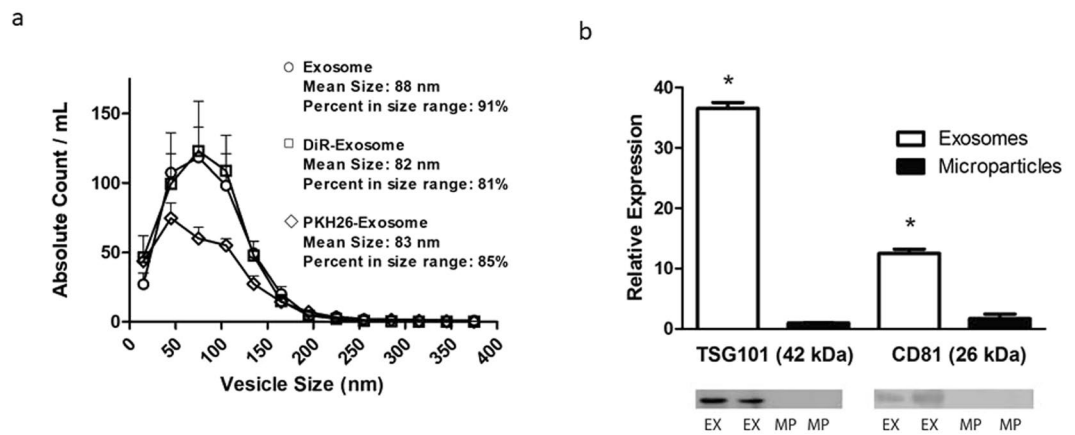 a
Exosome
Mean Size: 88 nm
Percent in size range: 91%
DiR-Exosome
Mean Size: 82 nm
Percent in size range: 81%
PKH26-Exosome
Mean Size: 83 nm
Percent in size range: 85%
Absolute Count / mL
150
100
50
0
0
50
100
150
200
250
300
350
400
Vesicle Size (nm)
b
*
*
Exosomes
Microparticles
Relative Expression
40
30
20
10
0
TSG101 (42 kDa)
CD81 (26 kDa)
EX EX MP MP
EX EX MP MP